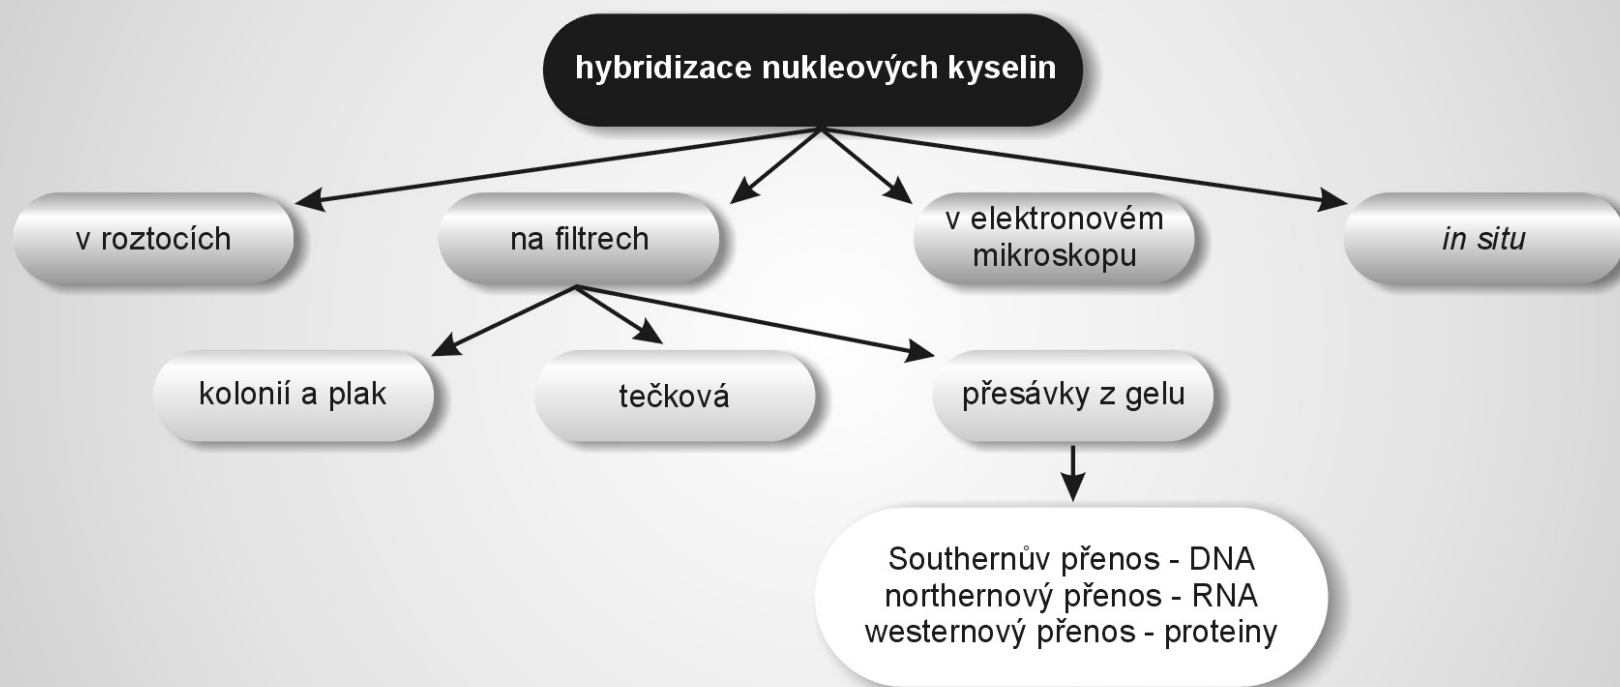 hybridizace nukleových kyselin
v roztocích
na filtrech
v elektronovém
mikroskopu
in situ
kolonií a plak
tečková
přesávky z gelu
Southernův přenos - DNA
northernový přenos - RNA
westernový přenos - proteiny